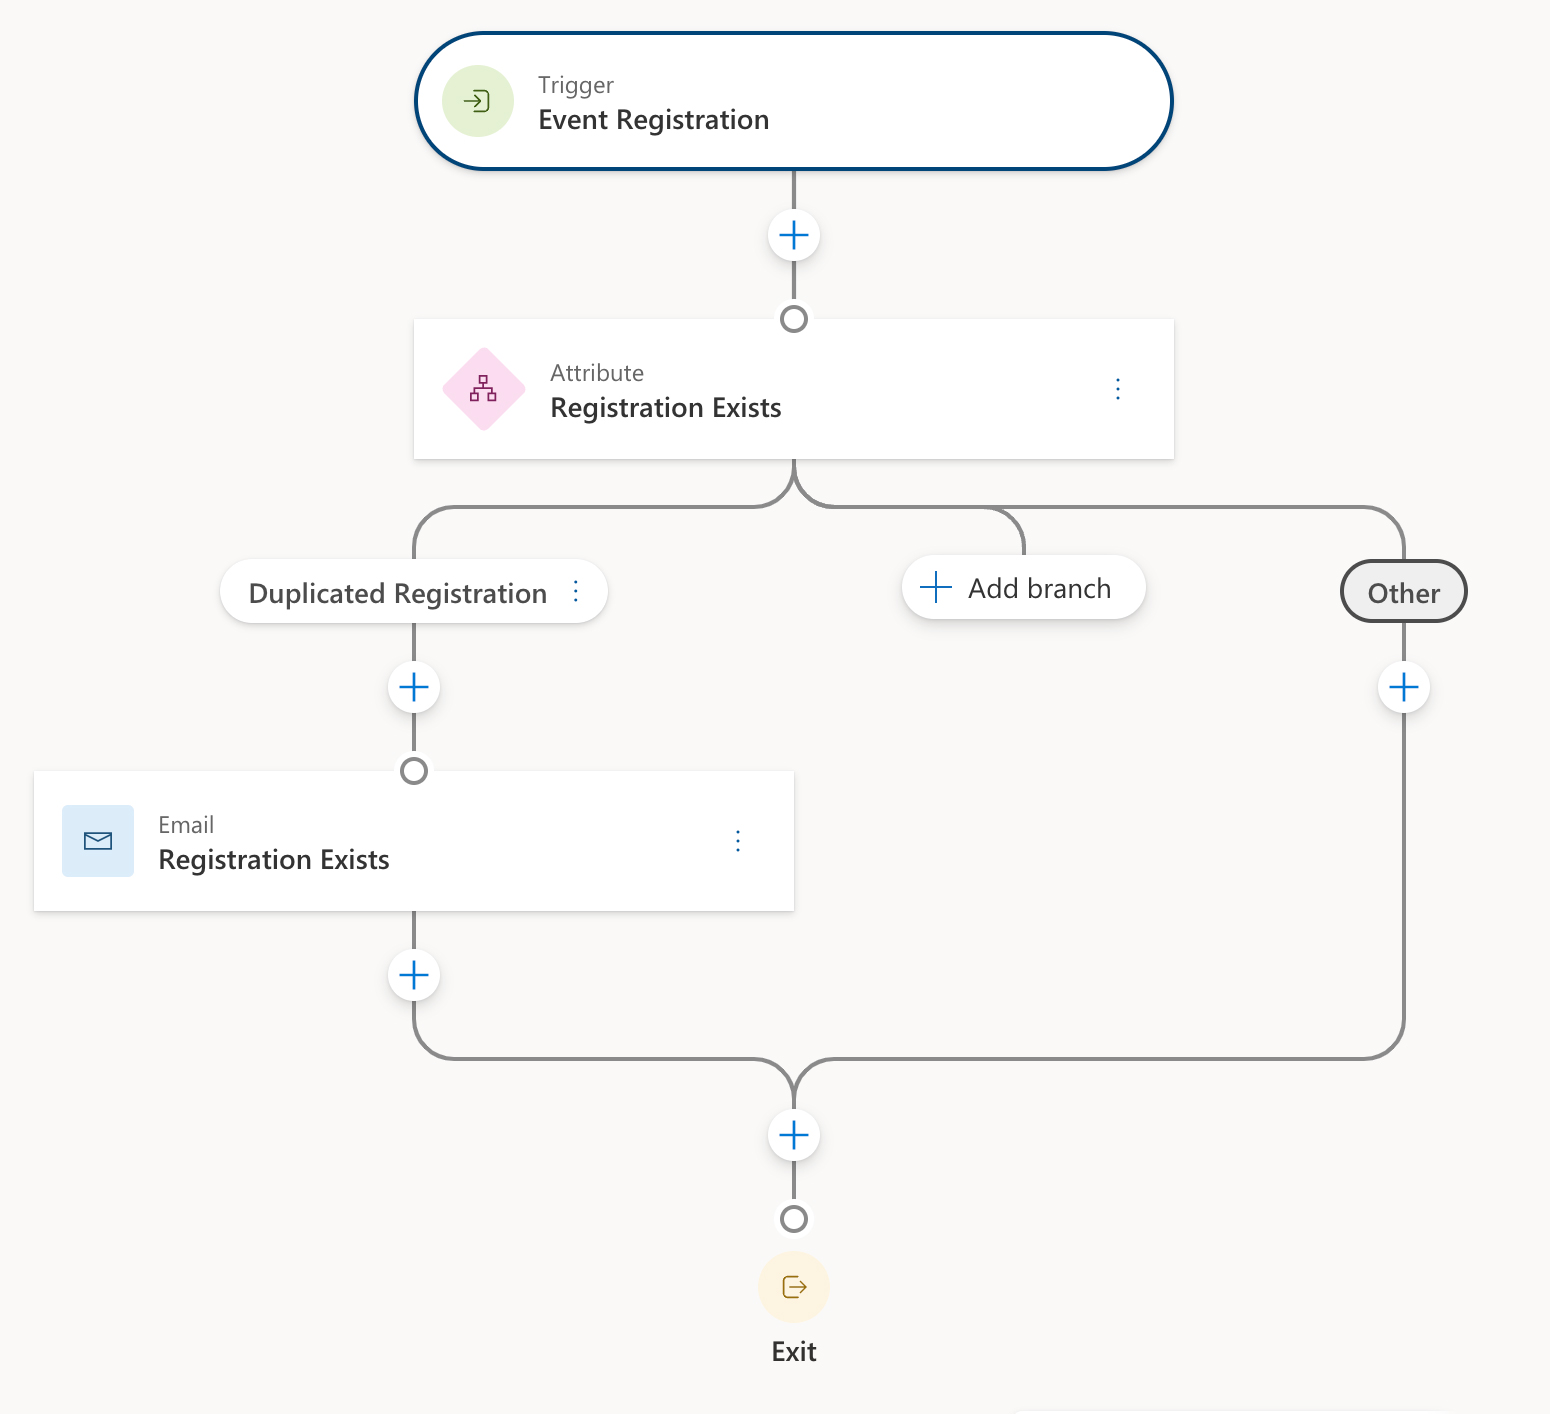 Trigger
Event Registration
Attribute
Registration Exists
Duplicated Registration
Add branch
Other
Email
Registration Exists
Exit